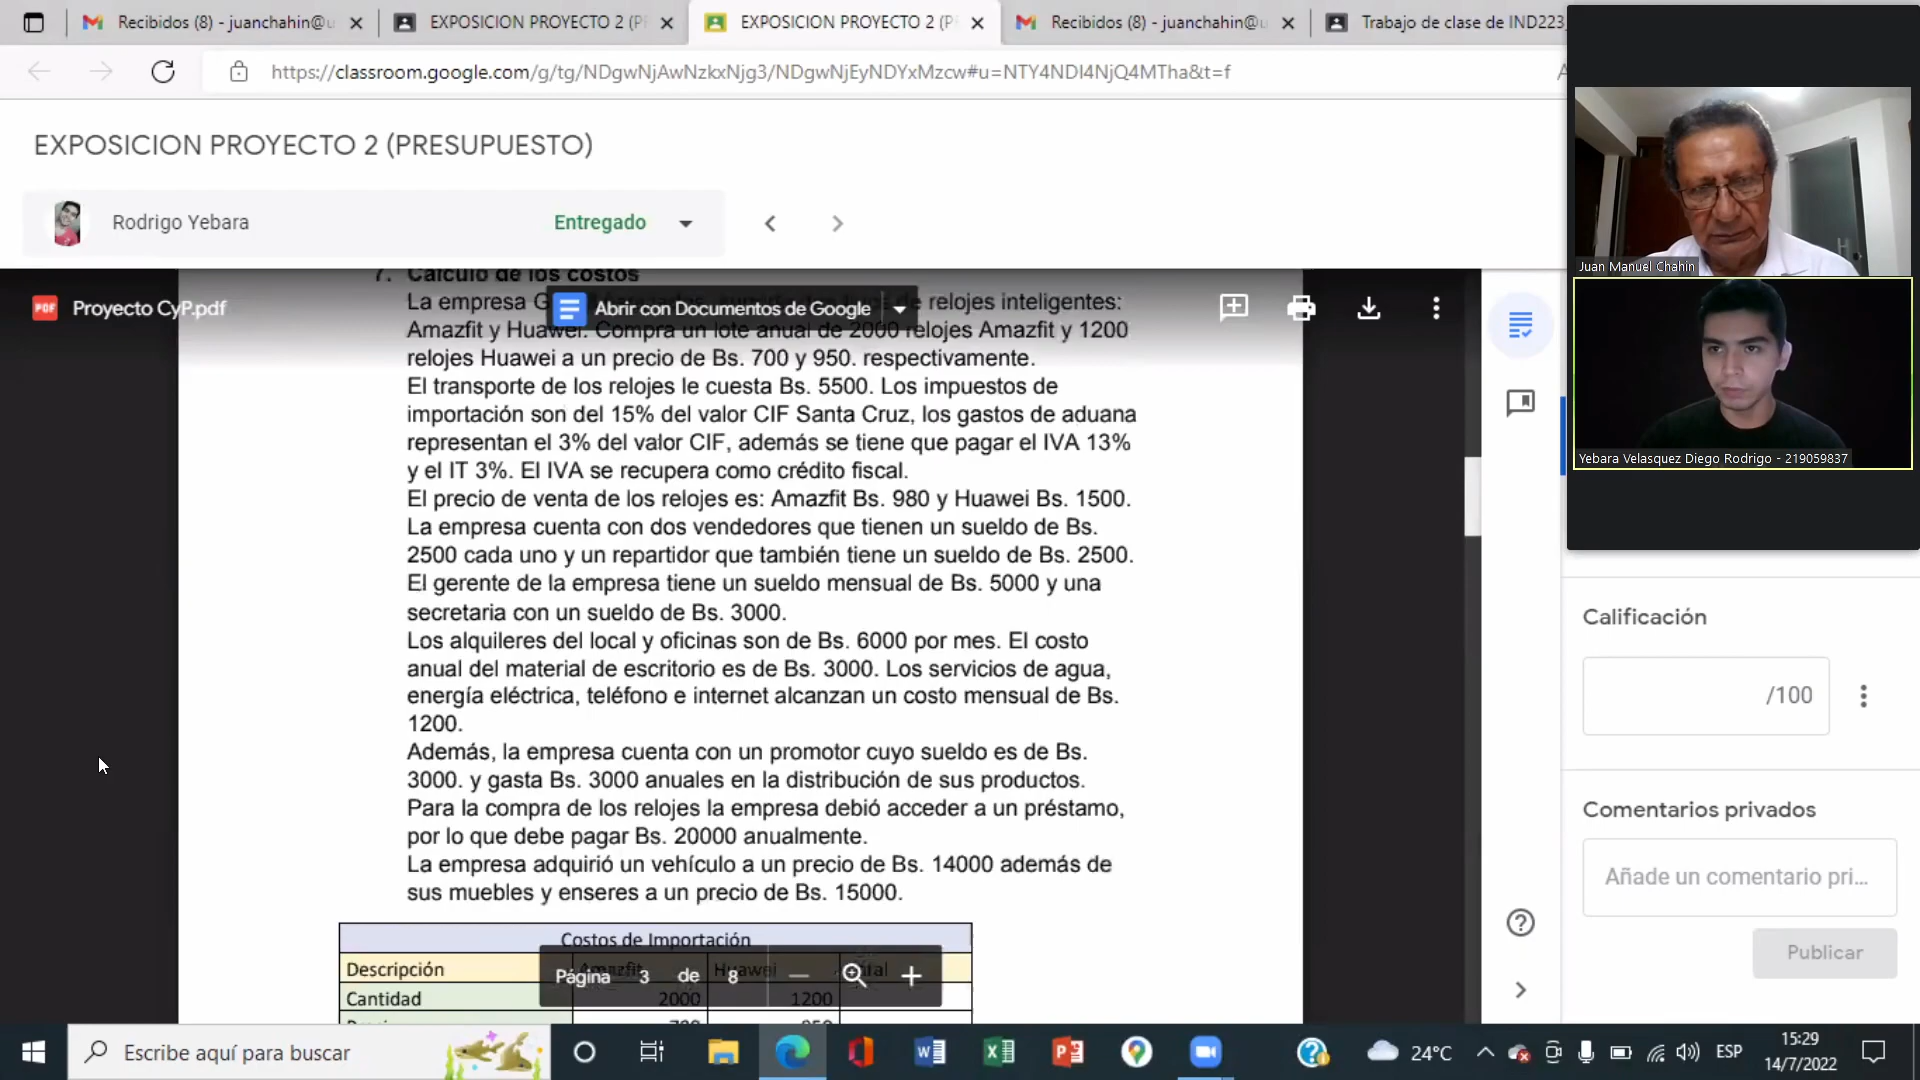 Recibidos (8) - juanchahin@u
EXPOSICION PROYECTO 2 (P
EXPOSICION PROYECTO 2 (P
Recibidos (8) - juanchahin@u
Trabajo de clase de IND223
https://classroom.google.com/g/tg/NDgwNjAwNzkxNjg3/NDgwNjEyNDYxMzcw#u=NTY4NDI4NjQ4MTha&t=f
EXPOSICION PROYECTO 2 (PRESUPUESTO)
Rodrigo Yebara
Entregado
PDF
Proyecto CyP.pdf
Abrir con Documentos de Google
7. Cálculo de los costos
La empresa G de relojes inteligentes:
Amazfit y Huawei. Compra un lote anual de 2000 relojes Amazfit y 1200
relojes Huawei a un precio de Bs. 700 y 950. respectivamente.
El transporte de los relojes le cuesta Bs. 5500. Los impuestos de
importación son del 15% del valor CIF Santa Cruz, los gastos de aduana
representan el 3% del valor CIF, además se tiene que pagar el IVA 13%
y el IT 3%. El IVA se recupera como crédito fiscal.
El precio de venta de los relojes es: Amazfit Bs. 980 y Huawei Bs. 1500.
La empresa cuenta con dos vendedores que tienen un sueldo de Bs.
2500 cada uno y un repartidor que también tiene un sueldo de Bs. 2500.
El gerente de la empresa tiene un sueldo mensual de Bs. 5000 y una
secretaria con un sueldo de Bs. 3000.
Los alquileres del local y oficinas son de Bs. 6000 por mes. El costo
anual del material de escritorio es de Bs. 3000. Los servicios de agua,
energía eléctrica, teléfono e internet alcanzan un costo mensual de Bs.
1200.
Además, la empresa cuenta con un promotor cuyo sueldo es de Bs.
3000. y gasta Bs. 3000 anuales en la distribución de sus productos.
Para la compra de los relojes la empresa debió acceder a un préstamo,
por lo que debe pagar Bs. 20000 anualmente.
La empresa adquirió un vehículo a un precio de Bs. 14000 además de
sus muebles y enseres a un precio de Bs. 15000.
Costos de Importación
Descripción Amazfit Huawei
Página 3 de 8
Cantidad 2000 1200
Juan Manuel Chahin
Yebara Velasquez Diego Rodrigo - 219059837
Calificación
/100
Comentarios privados
Añade un comentario pri...
Publicar
Escribe aquí para buscar
24°C
ESP
15:29
14/7/2022